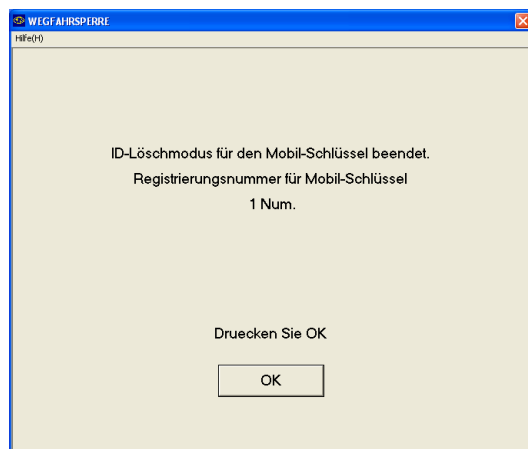 WEGFAHRSPERRE
Hilfe(H)
ID-Löschmodus für den Mobil-Schlüssel beendet.
Registrierungsnummer für Mobil-Schlüssel
1 Num.
Druecken Sie OK
OK